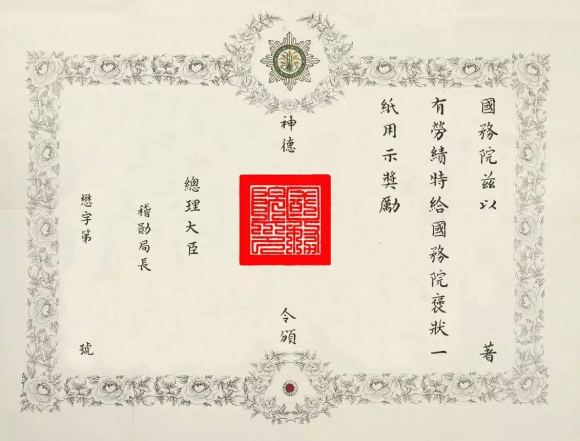 國務院茲以 著
有勞績特給國務院褒狀一
紙用示獎勵
神德 令頒
總理大臣
稽勛局長
懋字第 號